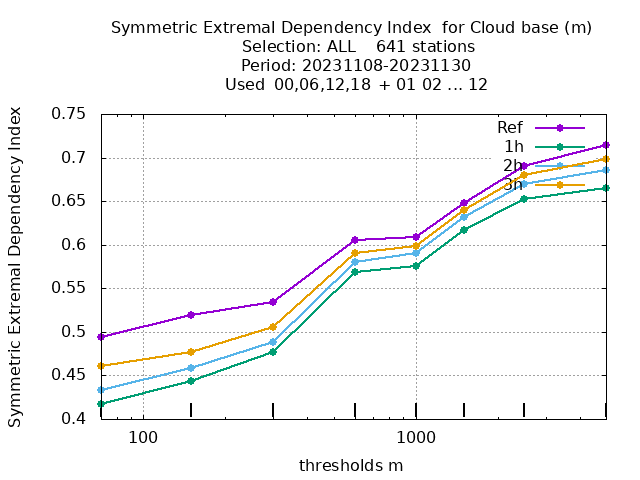 Symmetric Extremal Dependency Index  for Cloud base (m)
Selection: ALL    641 stations
Period: 20231108-20231130
Used  00,06,12,18  + 01 02 ... 12
Symmetric Extremal Dependency Index
0.75
0.7
0.65
0.6
0.55
0.5
0.45
0.4
Ref
1h
2h
3h
100
1000
thresholds m